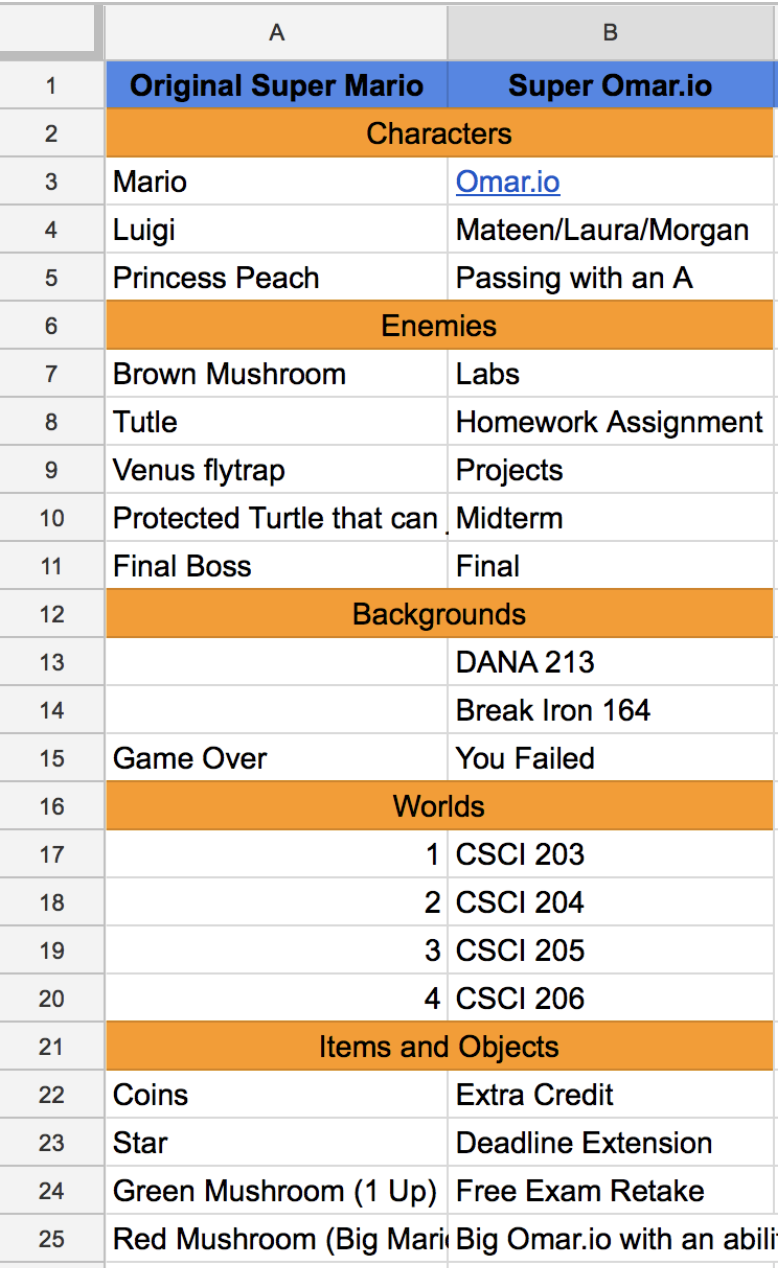 A B
1 Original Super Mario Super Omar.io
2 Characters
3 Mario Omar.io
4 Luigi Mateen/Laura/Morgan
5 Princess Peach Passing with an A
6 Enemies
7 Brown Mushroom Labs
8 Tutle Homework Assignment
9 Venus flytrap Projects
10 Protected Turtle that can Midterm
11 Final Boss Final
12 Backgrounds
13 DANA 213
14 Break Iron 164
15 Game Over You Failed
16 Worlds
17 1 CSCI 203
18 2 CSCI 204
19 3 CSCI 205
20 4 CSCI 206
21 Items and Objects
22 Coins Extra Credit
23 Star Deadline Extension
24 Green Mushroom (1 Up) Free Exam Retake
25 Red Mushroom (Big Big Omar.io with an